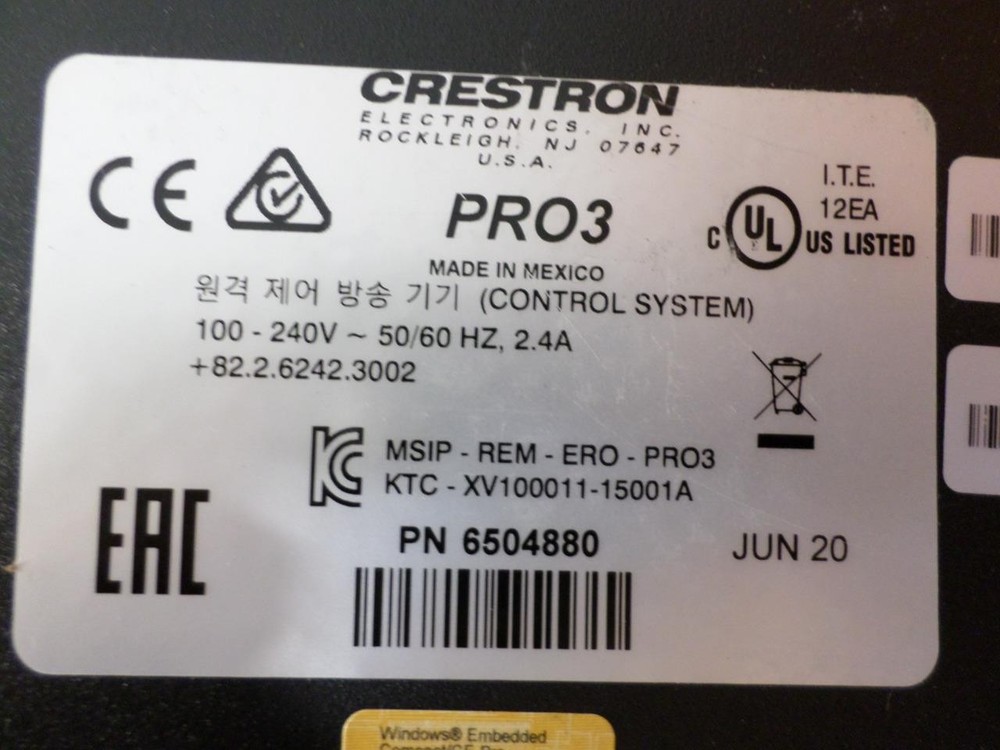 CRESTRON
ELECTRONICS, INC.
ROCKLEIGH, NJ 07647
U.S.A.
PRO3
MADE IN MEXICO
I.T.E.
12EA
C UL US LISTED
원격 제어 방송 기기 (CONTROL SYSTEM)
100 - 240V ~ 50/60 HZ, 2.4A
+82.2.6242.3002
MSIP - REM - ERO - PRO3
KTC - XV100011-15001A
EAC
PN 6504880
JUN 20
Windows® Embedded